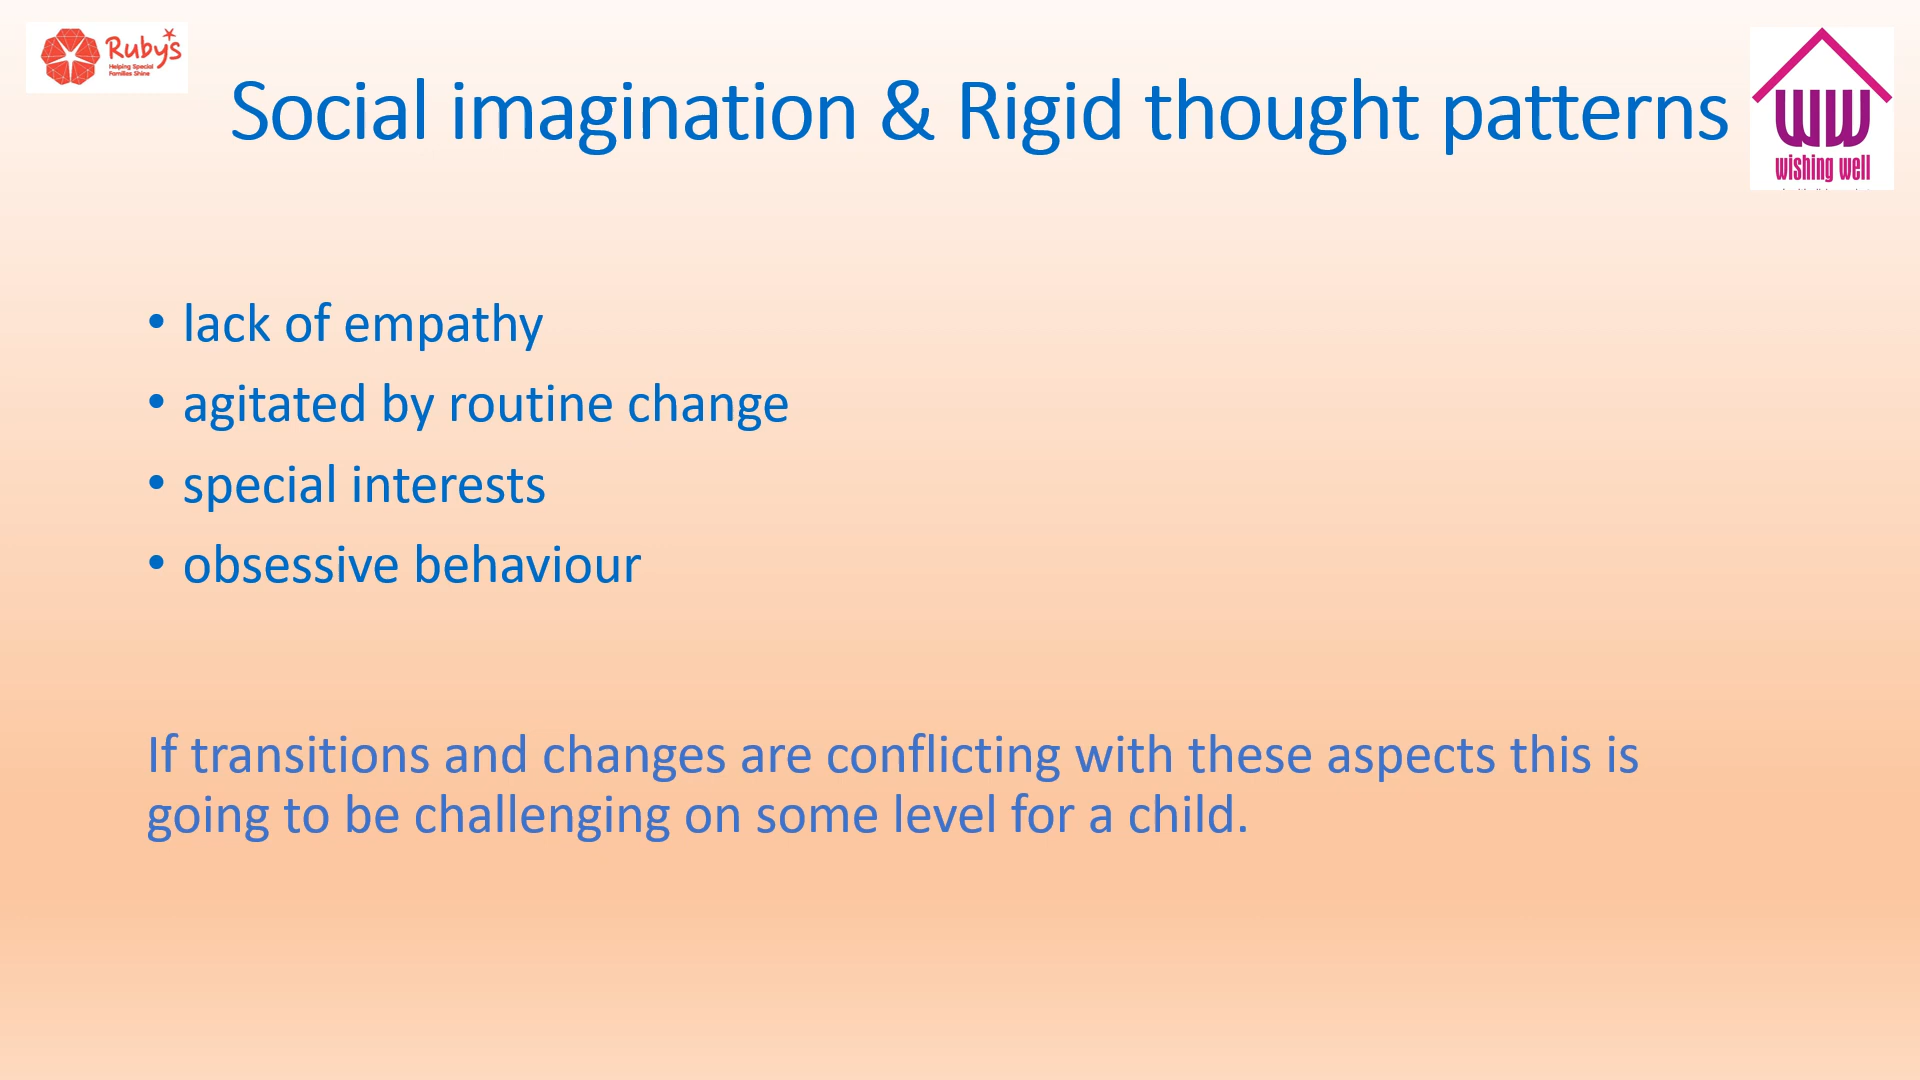 Rubys
Helping Special
Families Shine
Social imagination & Rigid thought patterns
WW
wishing well
• lack of empathy
• agitated by routine change
• special interests
• obsessive behaviour
If transitions and changes are conflicting with these aspects this is
going to be challenging on some level for a child.